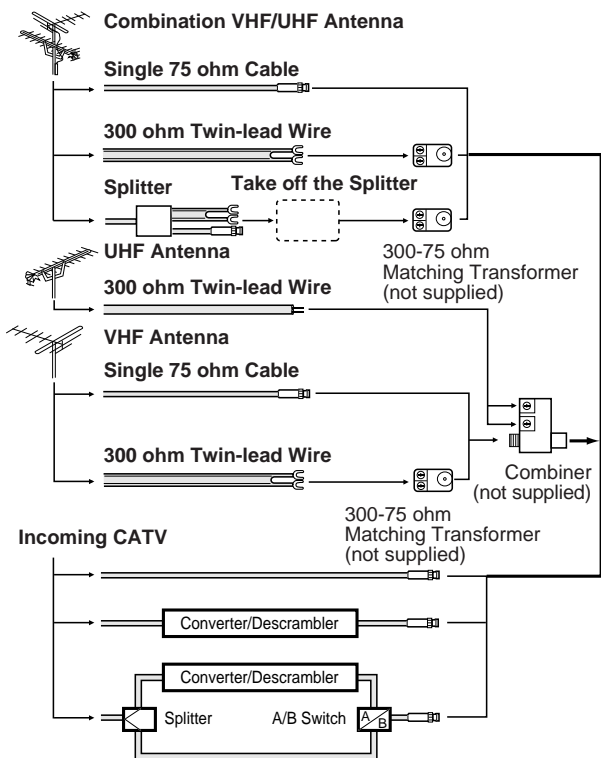 Combination VHF/UHF Antenna
Single 75 ohm Cable
300 ohm Twin-lead Wire
Splitter
Take off the Splitter
UHF Antenna
300-75 ohm
Matching Transformer
(not supplied)
300 ohm Twin-lead Wire
VHF Antenna
Single 75 ohm Cable
300 ohm Twin-lead Wire
Combiner
(not supplied)
300-75 ohm
Matching Transformer
(not supplied)
Incoming CATV
Converter/Descrambler
Converter/Descrambler
Splitter
A/B Switch
A
B